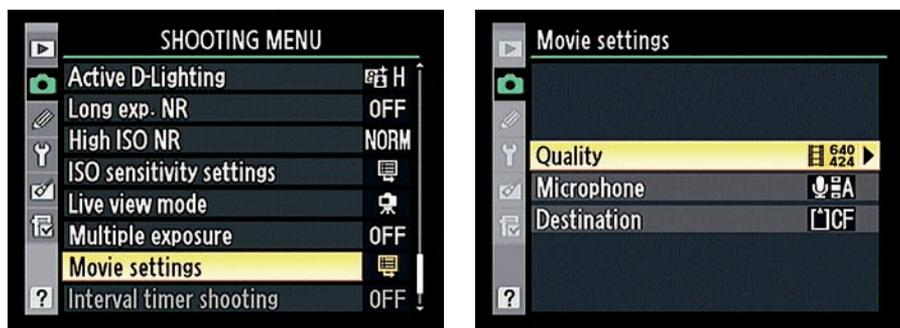 SHOOTING MENU
Active D-Lighting H
Long exp. NR OFF
High ISO NR NORM
ISO sensitivity settings
Live view mode
Multiple exposure OFF
Movie settings
Interval timer shooting OFF
?
Movie settings
Quality 640 424
Microphone A
Destination [ ]CF
?